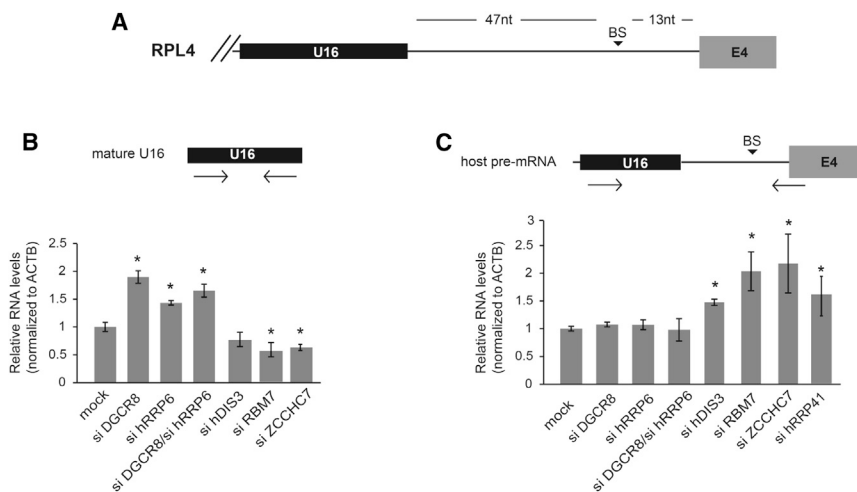 A
RPL4
U16
47nt
BS
13nt
E4
B
mature U16
U16
Relative RNA levels
(normalized to ACTB)
2.5
2
1.5
1
0.5
0
*
*
*
*
*
mock
si DGCR8
si hRRP6
si DGCR8/si hRRP6
si hDIS3
si RBM7
si ZCCHC7
C
host pre-mRNA
U16
BS
E4
Relative RNA levels
(normalized to ACTB)
3
2.5
2
1.5
1
0.5
0
*
*
*
*
mock
si DGCR8
si hRRP6
si DGCR8/si hRRP6
si hDIS3
si RBM7
si ZCCHC7
si hRRP41